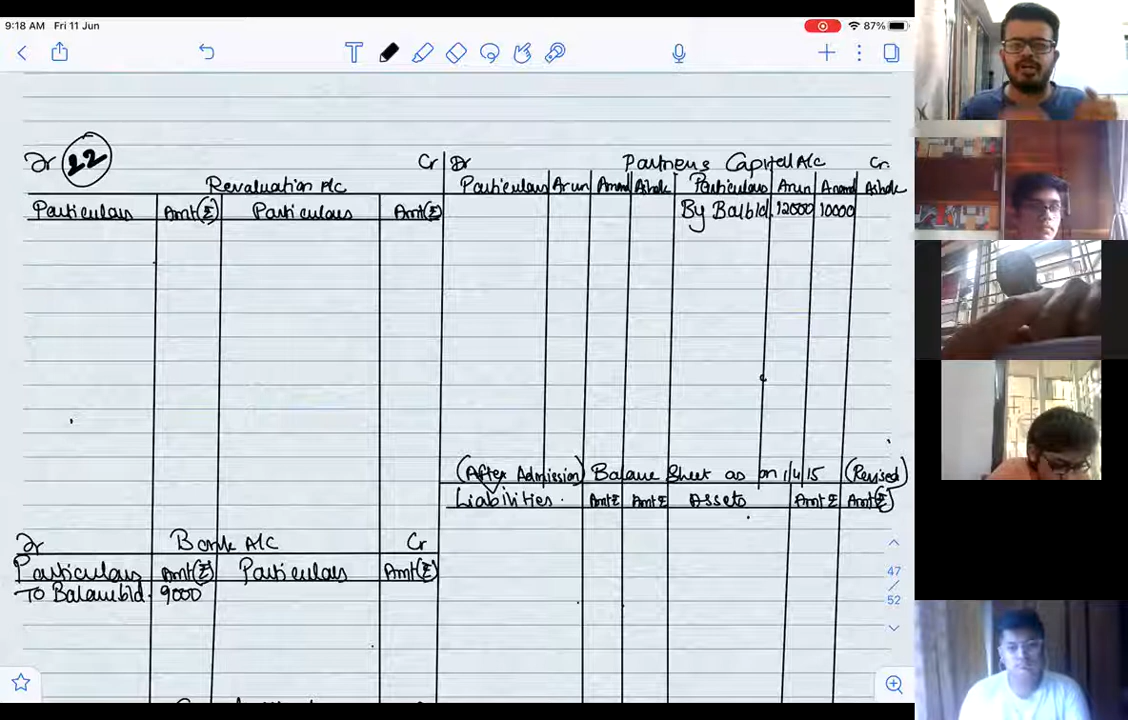 9:18 AM Fri 11 Jun
87%
Dr 22 Cr
Revaluation A/c
Particulars Amt(₹) Particulars Amt(₹)
Dr Partners Capital A/c Cr
Particulars Arun Anand Ashok Particulars Arun Anand Ashok
By Bal b/d. 12000 10000
(After Admission) Balance Sheet as on 1/4/15 (Revised)
Liabilities. Amt ₹ Amt ₹ Assets Amt ₹ Amt(₹)
Dr Bank A/c Cr
Particulars Amt(₹) Particulars Amt(₹)
To Balance b/d. 9000
47
/
52